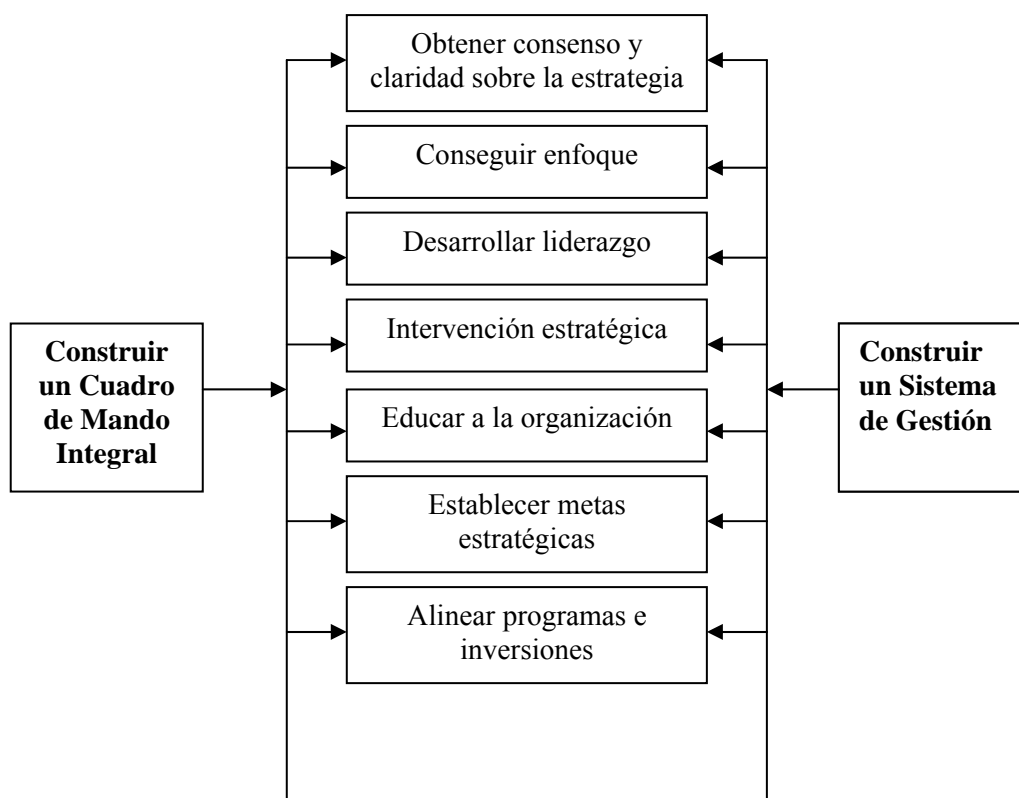 Obtener consenso y
claridad sobre la estrategia
Conseguir enfoque
Desarrollar liderazgo
Intervención estratégica
Construir
un Cuadro
de Mando
Integral
Construir
un Sistema
de Gestión
Educar a la organización
Establecer metas
estratégicas
Alinear programas e
inversiones